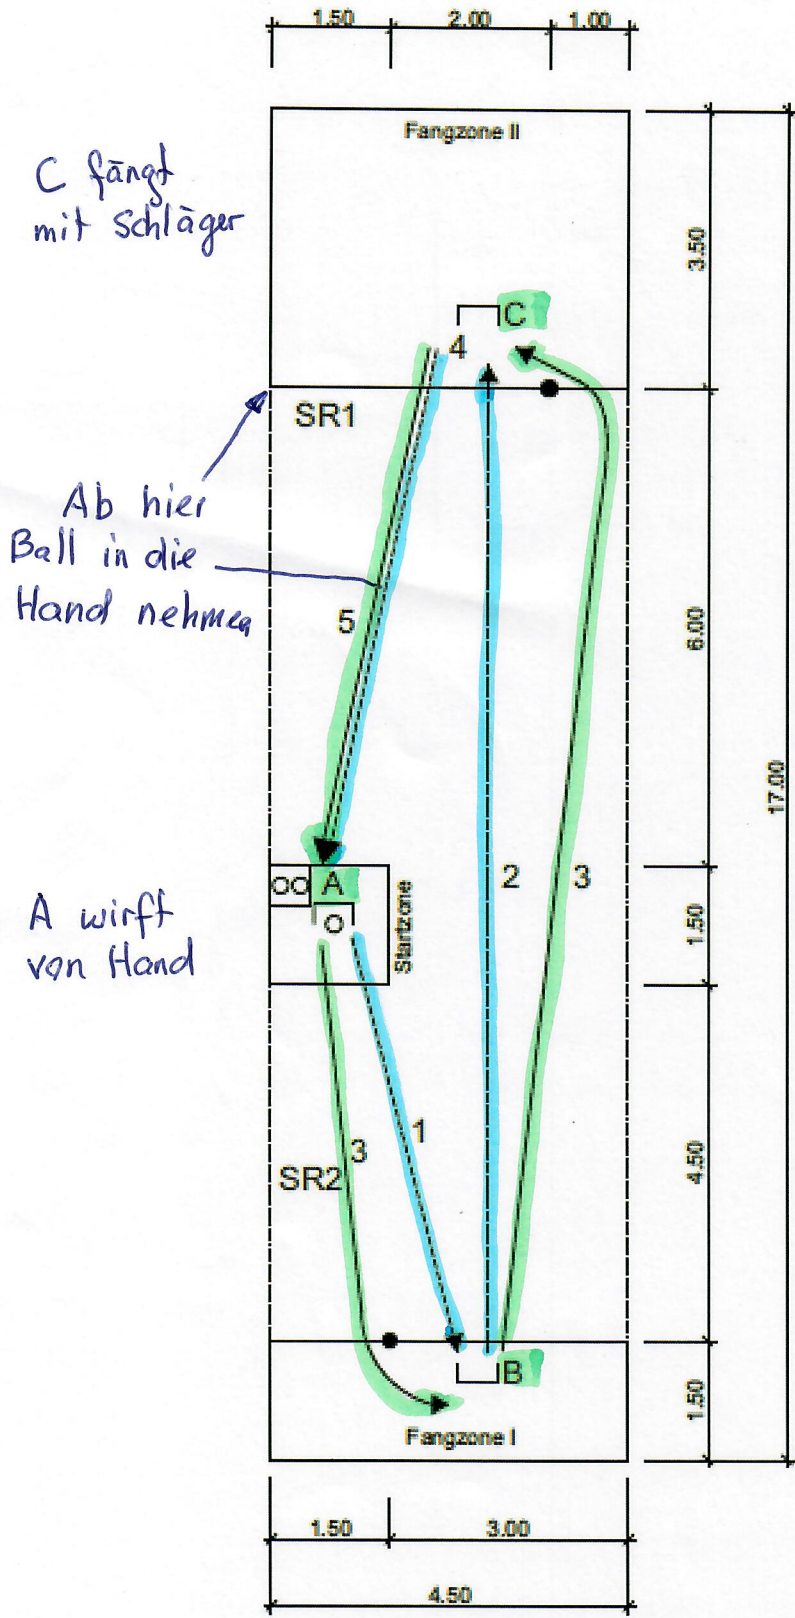 1.50 2.00 1.00
Fangzone II
C fängt
mit Schläger
3.50
C
4
SR1
Ab hier
Ball in die
Hand nehmen
5
6.00
17.00
2
3
OO A
O
Startzone
1.50
A wirft
von Hand
1
3
SR2
4.50
B
1.50
Fangzone I
1.50 3.00
4.50